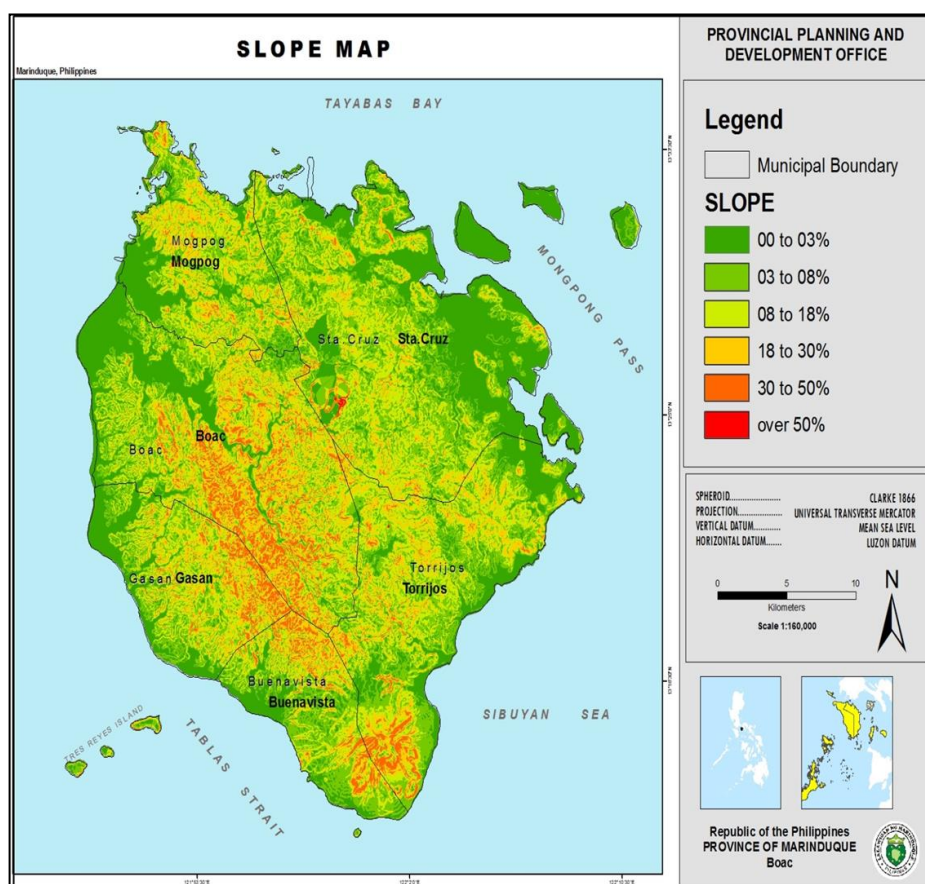 SLOPE MAP
Marinduque, Philippines
TAYABAS BAY
MONGPONG PASS
Mogpog
Mogpog
Sta.Cruz Sta.Cruz
Boac
Boac
Gasan Gasan
Torrijos
Torrijos
Buenavista
Buenavista
TRES REYES ISLAND
TABLAS STRAIT
SIBUYAN SEA
PROVINCIAL PLANNING AND
DEVELOPMENT OFFICE
Legend
Municipal Boundary
SLOPE
00 to 03%
03 to 08%
08 to 18%
18 to 30%
30 to 50%
over 50%
SPHEROID....................... CLARKE 1866
PROJECTION..................... UNIVERSAL TRANSVERSE MERCATOR
VERTICAL DATUM............. MEAN SEA LEVEL
HORIZONTAL DATUM....... LUZON DATUM
0 5 10
Kilometers
Scale 1:160,000
N
Republic of the Philippines
PROVINCE OF MARINDUQUE
Boac